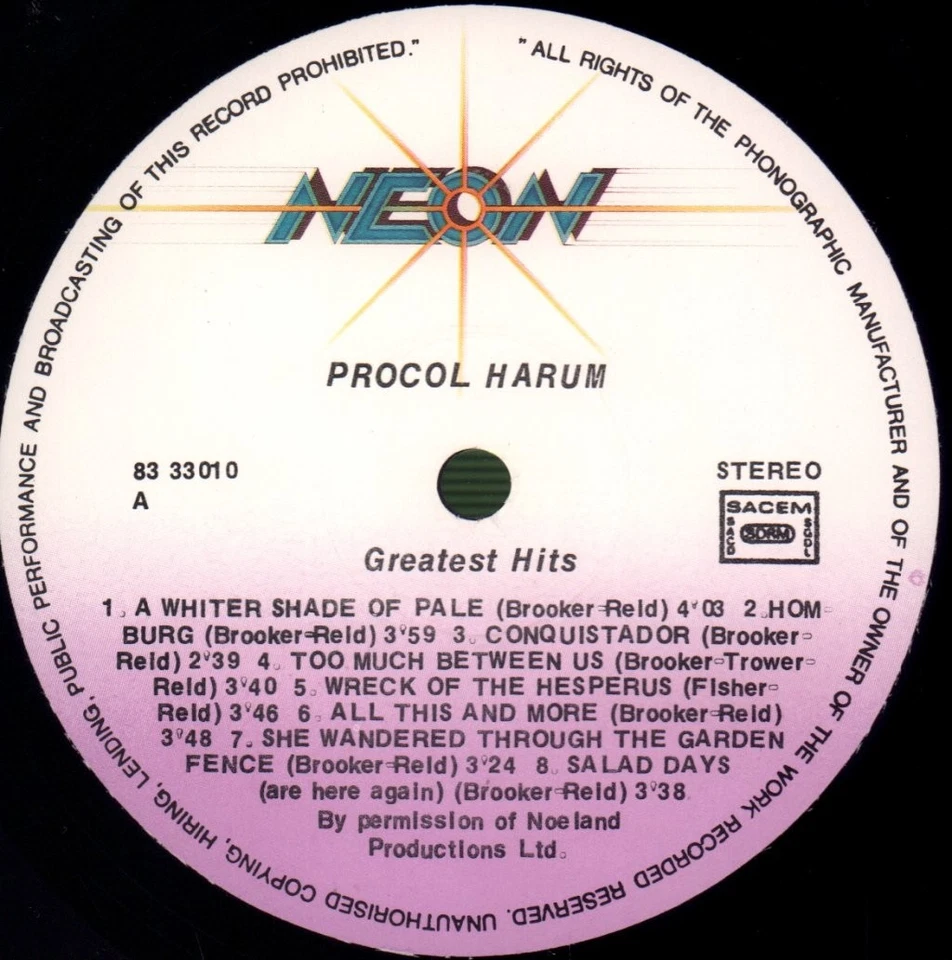 " ALL RIGHTS OF THE PHONOGRAPHIC MANUFACTURER AND OF THE OWNER OF THE WORK RECORDED RESERVED. UNAUTHORISED COPYING, HIRING, LENDING, PUBLIC PERFORMANCE AND BROADCASTING OF THIS RECORD PROHIBITED."
NEON
PROCOL HARUM
83 33010
A
STEREO
SACEM
SACD
SDRM
SGDL
Greatest Hits
1. A WHITER SHADE OF PALE (Brooker-Reid) 4'03 2. HOM-
BURG (Brooker-Reid) 3'59 3. CONQUISTADOR (Brooker-
Reid) 2'39 4. TOO MUCH BETWEEN US (Brooker-Trower-
Reid) 3'40 5. WRECK OF THE HESPERUS (Fisher-
Reid) 3'46 6. ALL THIS AND MORE (Brooker-Reid)
3'48 7. SHE WANDERED THROUGH THE GARDEN
FENCE (Brooker-Reid) 3'24 8. SALAD DAYS
(are here again) (Brooker-Reid) 3'38
By permission of Noeland
Productions Ltd.